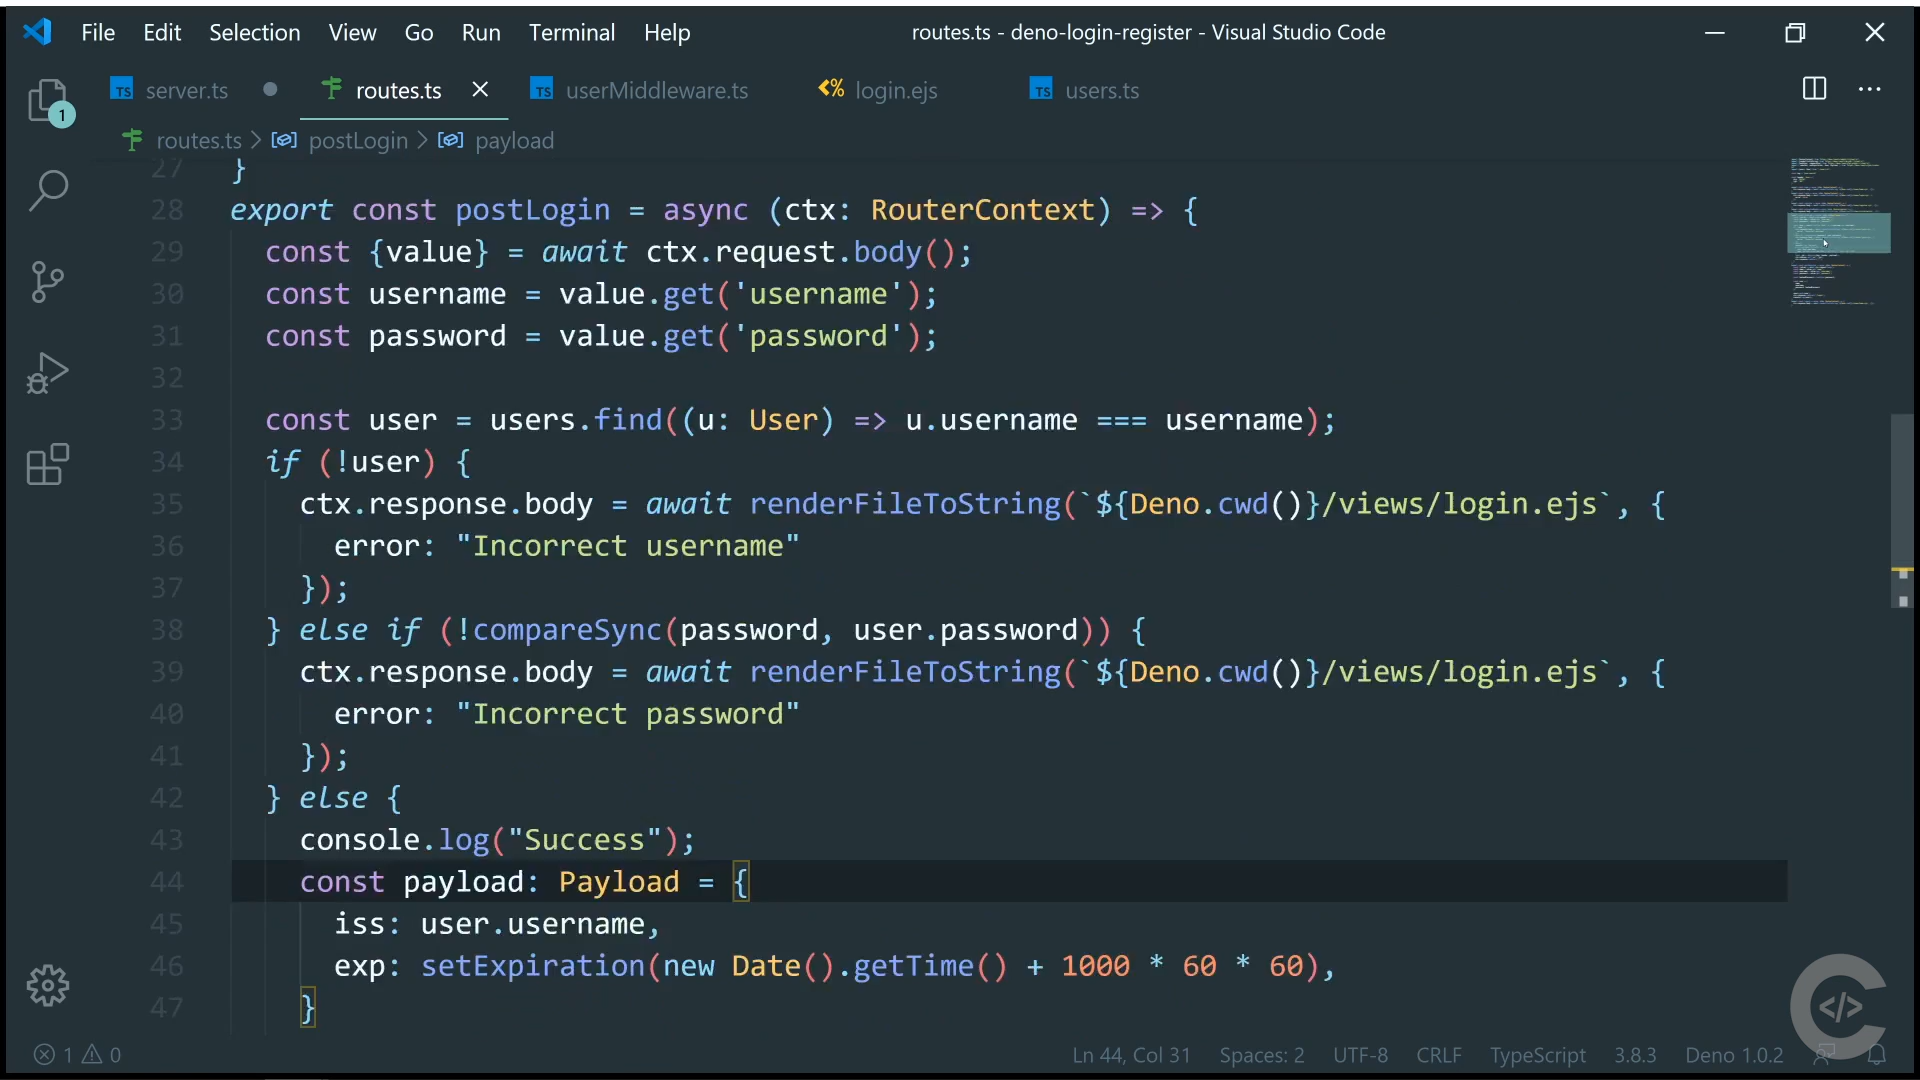 File Edit Selection View Go Run Terminal Help routes.ts - deno-login-register - Visual Studio Code
TS server.ts routes.ts TS userMiddleware.ts <% login.ejs TS users.ts
1
routes.ts > postLogin > payload
27 }
28 export const postLogin = async (ctx: RouterContext) => {
29 const {value} = await ctx.request.body();
30 const username = value.get('username');
31 const password = value.get('password');
32
33 const user = users.find((u: User) => u.username === username);
34 if (!user) {
35 ctx.response.body = await renderFileToString(`${Deno.cwd()}/views/login.ejs`, {
36 error: "Incorrect username"
37 });
38 } else if (!compareSync(password, user.password)) {
39 ctx.response.body = await renderFileToString(`${Deno.cwd()}/views/login.ejs`, {
40 error: "Incorrect password"
41 });
42 } else {
43 console.log("Success");
44 const payload: Payload = {
45 iss: user.username,
46 exp: setExpiration(new Date().getTime() + 1000 * 60 * 60),
47 }
1 0 Ln 44, Col 31 Spaces: 2 UTF-8 CRLF TypeScript 3.8.3 Deno 1.0.2